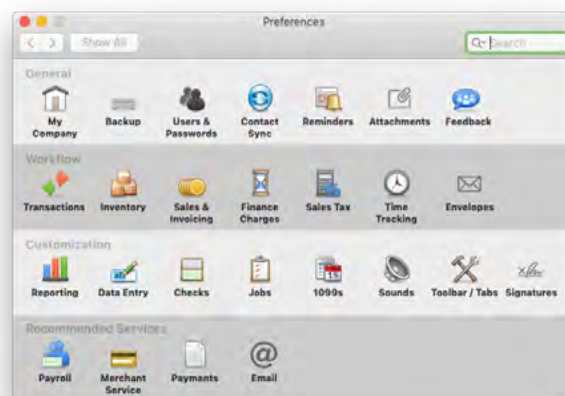 Preferences
Show All
Search
General
My Company
Backup
Users & Passwords
Contact Sync
Reminders
Attachments
Feedback
Workflow
Transactions
Inventory
Sales & Invoicing
Finance Charges
Sales Tax
Time Tracking
Envelopes
Customization
Reporting
Data Entry
Checks
Jobs
1090s
Sounds
Toolbar / Tabs
Signatures
Recommended Services
Payroll
Merchant Service
Payments
Email